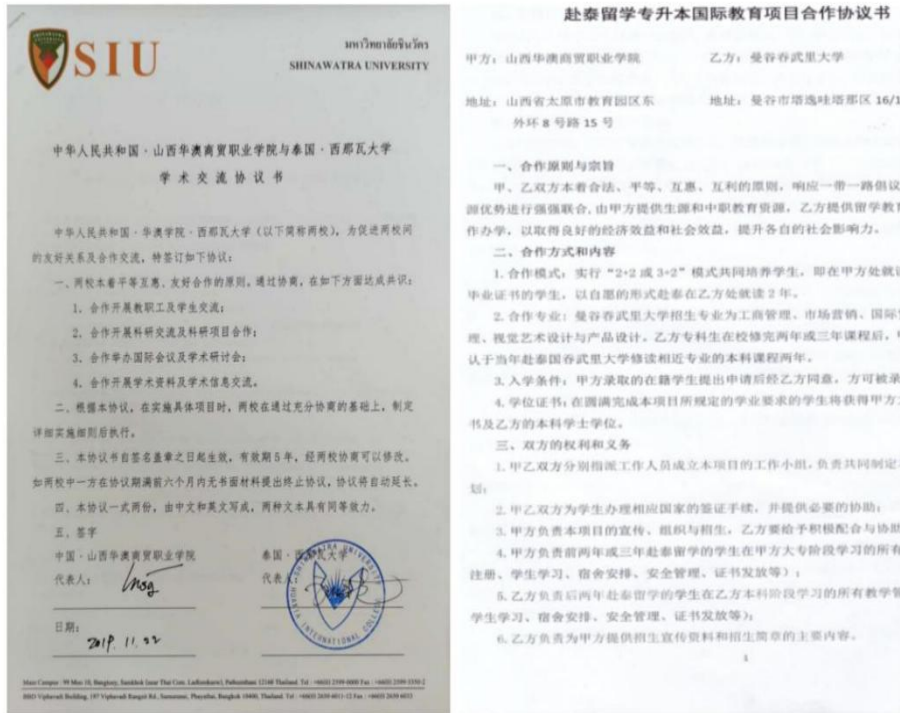 SIU
มหาวิทยาลัยชินวัตร
SHINAWATRA UNIVERSITY
中华人民共和国·山西华澳商贸职业学院与泰国·西那瓦大学
学术交流协议书
中华人民共和国·华澳学院·西那瓦大学(以下简称两校),为促进两校间
的友好关系及合作交流,特签订如下协议:
一、两校本着平等互惠、友好合作的原则,通过协商,在如下方面达成共识:
1、合作开展教职工及学生交流;
2、合作开展科研交流及科研项目合作;
3、合作举办国际会议及学术研讨会;
4、合作开展学术资料及学术信息交流。
二、根据本协议,在实施具体项目时,两校在通过充分协商的基础上,制定
详细实施细则后执行。
三、本协议书自签名盖章之日起生效,有效期5年,经两校协商可以修改。
如两校中一方在协议期满前六个月内无书面材料提出终止协议,协议将自动延长。
四、本协议一式两份,由中文和英文写成,两种文本具有同等效力。
五、签字
中国·山西华澳商贸职业学院
泰国·西那瓦大学
代表人:
代表人
日期:
2019.11.22
SHINAWATRA UNIVERSITY
INTERNATIONAL COLLEGE
赴泰留学专升本国际教育项目合作协议书
甲方:山西华澳商贸职业学院
乙方:曼谷吞武里大学
地址:山西省太原市教育园区东
外环8号路15号
地址:曼谷市塔逸哇塔那区16/1
一、合作原则与宗旨
甲、乙双方本着合法、平等、互惠、互利的原则,响应一带一路倡议
源优势进行强强联合,由甲方提供生源和中职教育资源,乙方提供留学教
作办学,以取得良好的经济效益和社会效益,提升各自的社会影响力。
二、合作方式和内容
1.合作模式:实行“2+2或3+2”模式共同培养学生,即在甲方处就
毕业证书的学生,以自愿的形式赴泰在乙方处就读2年。
2.合作专业:曼谷吞武里大学招生专业为工商管理、市场营销、国际
理、视觉艺术设计与产品设计。乙方专科生在校修完两年或三年课程后,
认于当年赴泰国吞武里大学修读相近专业的本科课程两年。
3.入学条件:甲方录取的在籍学生提出申请后经乙方同意,方可被录
4.学位证书:在圆满完成本项目所规定的学业要求的学生将获得甲方
书及乙方的本科学士学位。
三、双方的权利和义务
1.甲乙双方分别指派工作人员成立本项目的工作小组,负责共同制定
划;
2.甲乙双方为学生办理相应国家的签证手续,并提供必要的协助;
3.甲方负责本项目的宣传、组织与招生,乙方要给予积极配合与协助
4.甲方负责前两年或三年赴泰留学的学生在甲方大专阶段学习的所有
注册、学生学习、宿舍安排、安全管理、证书发放等);
5.乙方负责后两年赴泰留学的学生在乙方本科阶段学习的所有教学管
学生学习、宿舍安排、安全管理、证书发放等);
6.乙方负责为甲方提供招生宣传资料和招生简章的主要内容。
1